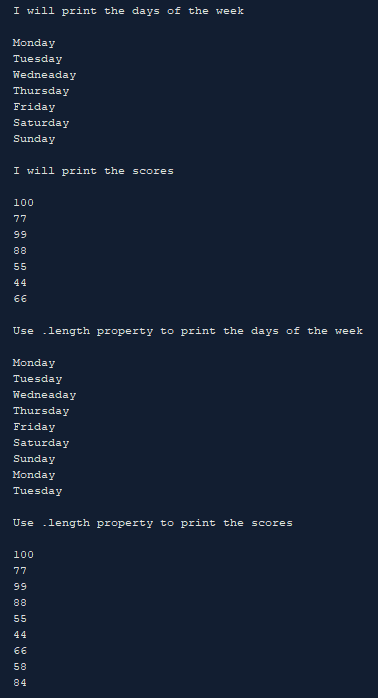 I will print the days of the week
Monday
Tuesday
Wedneaday
Thursday
Friday
Saturday
Sunday
I will print the scores
100
77
99
88
55
44
66
Use .length property to print the days of the week
Monday
Tuesday
Wedneaday
Thursday
Friday
Saturday
Sunday
Monday
Tuesday
Use .length property to print the scores
100
77
99
88
55
44
66
58
84